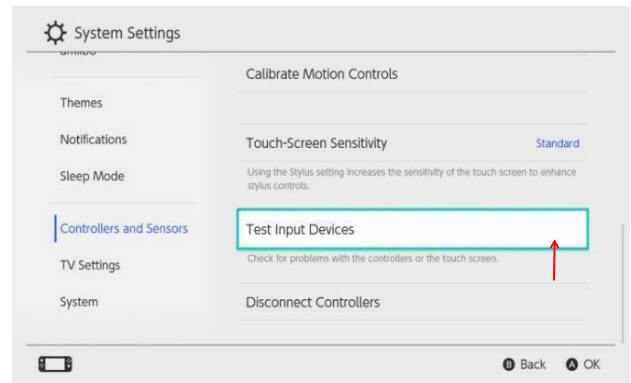 System Settings
Calibrate Motion Controls
Themes
Notifications
Touch-Screen Sensitivity Standard
Sleep Mode
Using the Stylus setting increases the sensitivity of the touch screen to enhance
stylus controls.
Controllers and Sensors
Test Input Devices
TV Settings
Check for problems with the controllers or the touch screen.
System
Disconnect Controllers
B Back A OK